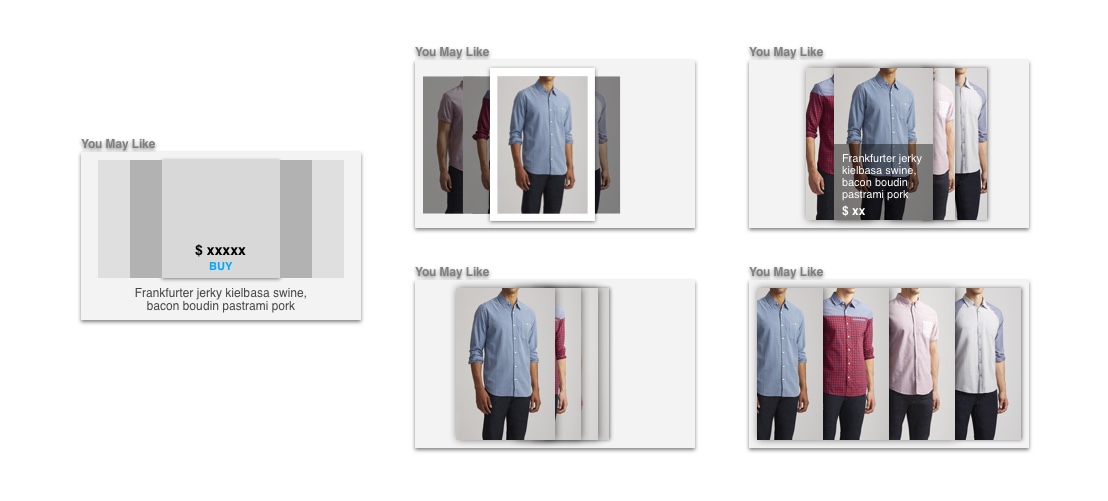 You May Like
$ xxxxx
BUY
Frankfurter jerky kielbasa swine,
bacon boudin pastrami pork
You May Like
You May Like
Frankfurter jerky
kielbasa swine,
bacon boudin
pastrami pork
$ xx
You May Like
You May Like